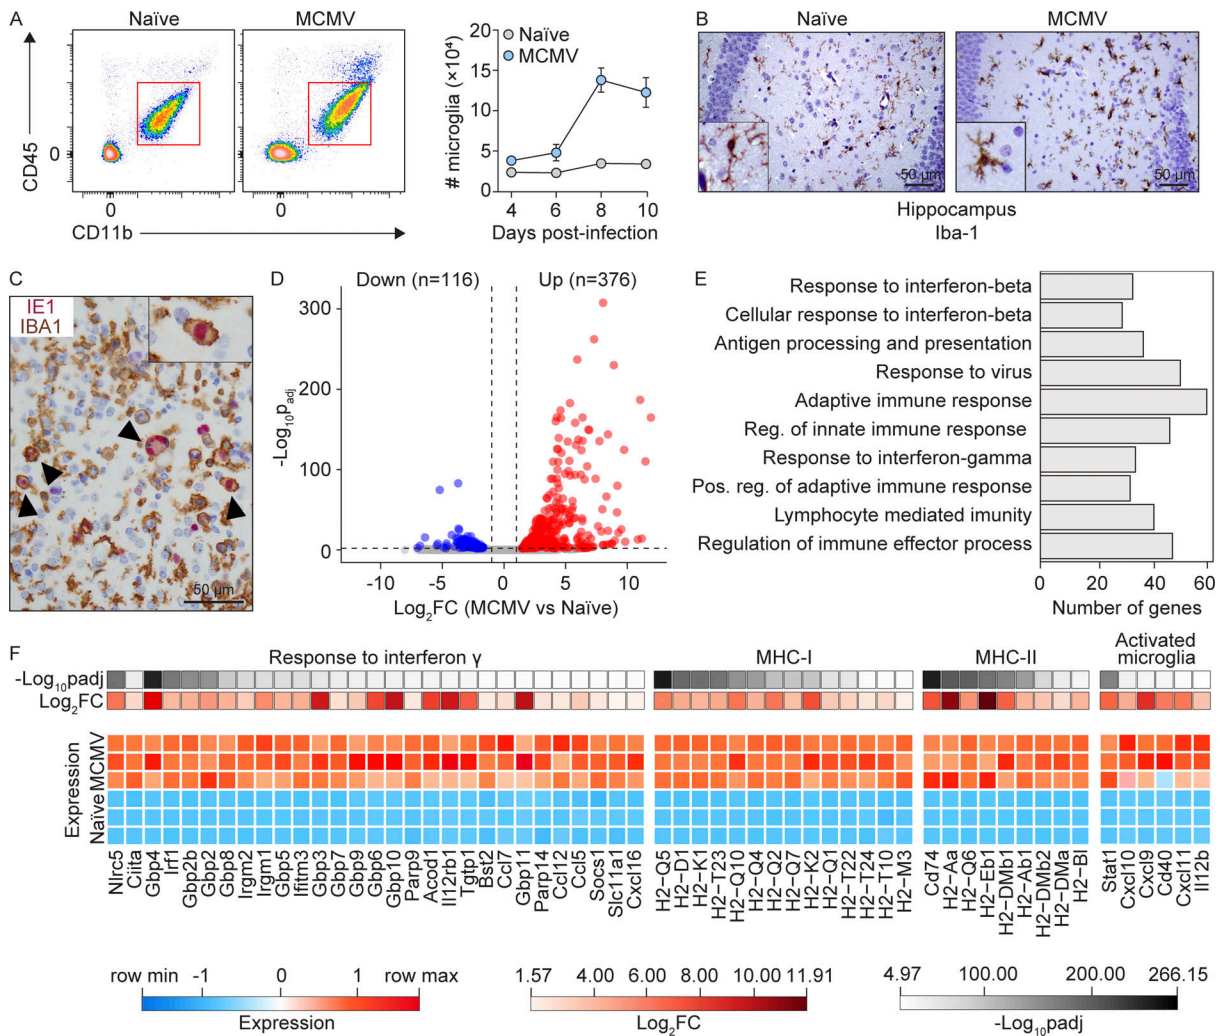 A
Naïve
MCMV
CD45
0
0
0
CD11b
# microglia (×10⁴)
20
15
10
5
0
Naïve
MCMV
4
6
8
10
Days post-infection
B
Naïve
MCMV
50 µm
50 µm
Hippocampus
Iba-1
C
IE1
IBA1
50 µm
D
Down (n=116)
Up (n=376)
-Log₁₀padj
300
200
100
0
-10
-5
0
5
10
Log₂FC (MCMV vs Naïve)
E
Response to interferon-beta
Cellular response to interferon-beta
Antigen processing and presentation
Response to virus
Adaptive immune response
Reg. of innate immune response
Response to interferon-gamma
Pos. reg. of adaptive immune response
Lymphocyte mediated imunity
Regulation of immune effector process
0
20
40
60
Number of genes
F
Response to interferon γ
MHC-I
MHC-II
Activated
microglia
-Log₁₀padj
Log₂FC
Expression
MCMV
Naïve
Nlrc5
Ciita
Gbp4
Irf1
Gbp2b
Gbp2
Gbp8
Irgm2
Irgm1
Gbp5
Ifitm3
Gbp3
Gbp7
Gbp9
Gbp6
Gbp10
Parp9
Acod1
Il12rb1
Tgtp1
Bst2
Ccl7
Gbp11
Parp14
Ccl12
Ccl5
Socs1
Slc11a1
Cxcl16
H2−Q5
H2−D1
H2−K1
H2−T23
H2−Q10
H2−Q4
H2−Q2
H2−Q7
H2−K2
H2−Q1
H2−T22
H2−T24
H2−T10
H2−M3
Cd74
H2−Aa
H2−Q6
H2−Eb1
H2−DMb1
H2−Ab1
H2−DMb2
H2−DMa
H2−Bl
Stat1
Cxcl10
Cxcl9
Cd40
Cxcl11
Il12b
row min
-1
0
1
row max
Expression
1.57
4.00
6.00
8.00
10.00
11.91
Log₂FC
4.97
100.00
200.00
266.15
-Log₁₀padj